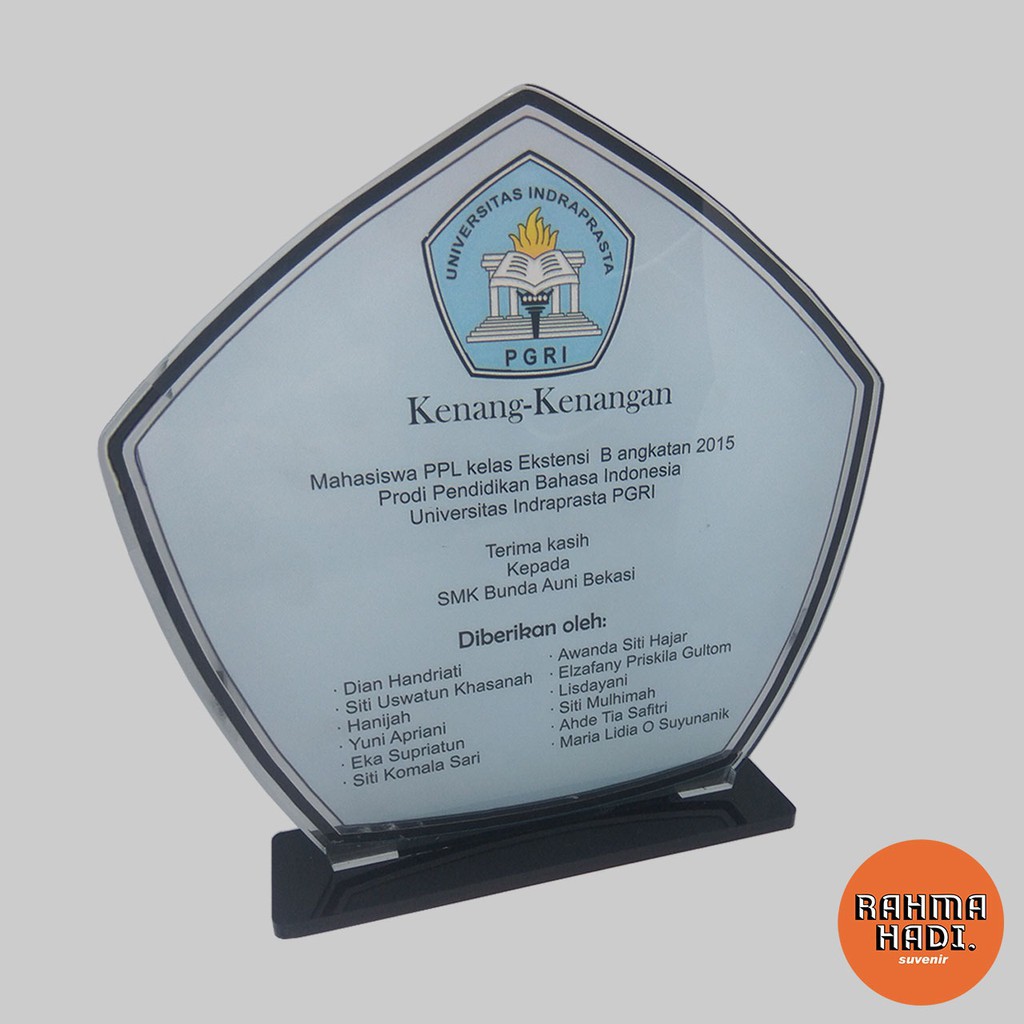 UNIVERSITAS INDRAPRASTA
PGRI
Kenang-Kenangan
Mahasiswa PPL kelas Ekstensi B angkatan 2015
Prodi Pendidikan Bahasa Indonesia
Universitas Indraprasta PGRI
Terima kasih
Kepada
SMK Bunda Auni Bekasi
Diberikan oleh:
· Dian Handriati
· Siti Uswatun Khasanah
· Hanijah
· Yuni Apriani
· Eka Supriatun
· Siti Komala Sari
· Awanda Siti Hajar
· Elzafany Priskila Gultom
· Lisdayani
· Siti Mulhimah
· Ahde Tia Safitri
· Maria Lidia O Suyunanik
RAHMA
HADI.
suvenir